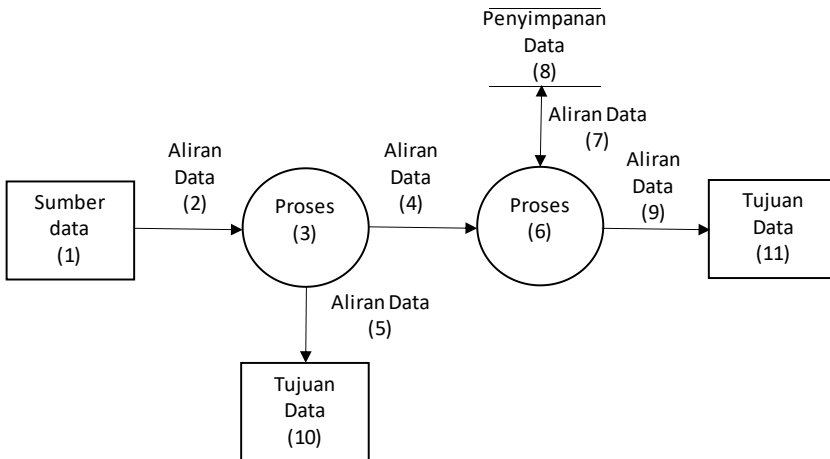 Penyimpanan
Data
(8)
Aliran Data
(7)
Aliran
Data
(2)
Aliran
Data
(4)
Aliran
Data
(9)
Sumber
data
(1)
Proses
(3)
Proses
(6)
Tujuan
Data
(11)
Aliran Data
(5)
Tujuan
Data
(10)